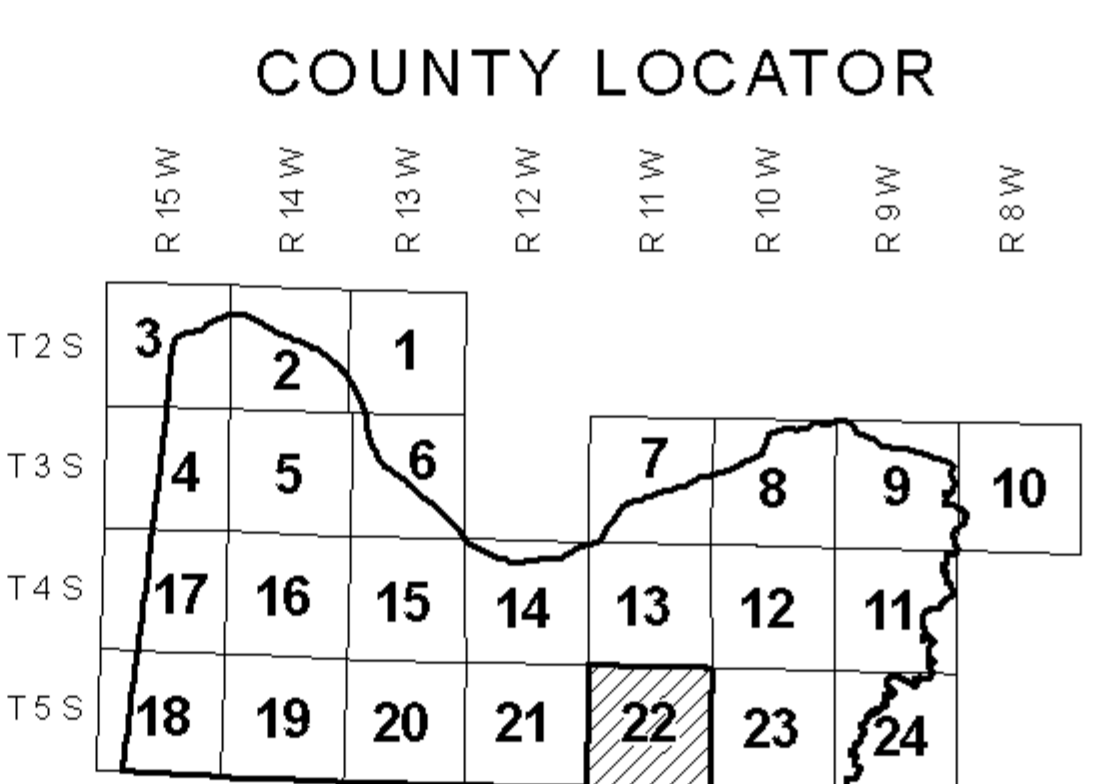 COUNTY LOCATOR
R 15 W R 14 W R 13 W R 12 W R 11 W R 10 W R 9 W R 8 W
T 2 S 3 2 1
T 3 S 4 5 6 7 8 9 10
T 4 S 17 16 15 14 13 12 11
T 5 S 18 19 20 21 22 23 24